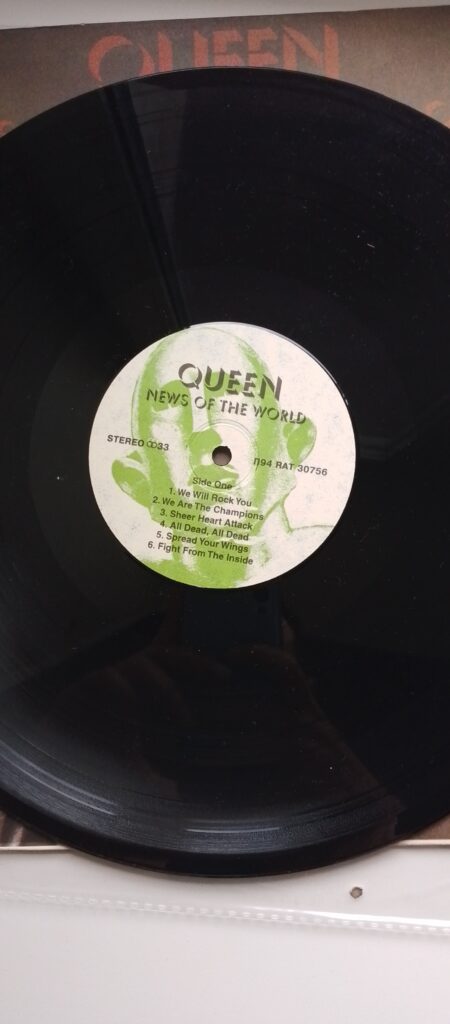 QUEEN
QUEEN
NEWS OF THE WORLD
STEREO ꝏ33
П94 RAT 30756
Side One
1. We Will Rock You
2. We Are The Champions
3. Sheer Heart Attack
4. All Dead, All Dead
5. Spread Your Wings
6. Fight From The Inside